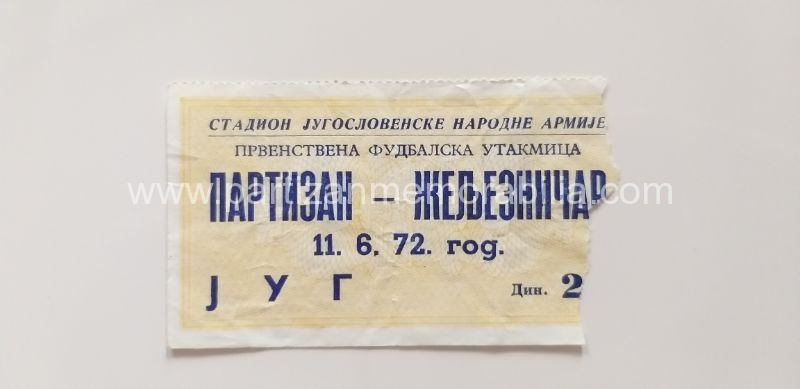 СТАДИОН ЈУГОСЛОВЕНСКЕ НАРОДНЕ АРМИЈЕ
ПРВЕНСТВЕНА ФУДБАЛСКА УТАКМИЦА
ПАРТИЗАН — ЖЕЉЕЗНИЧАР
www.partizanmemorabilia.com
11. 6. 72. год.
ЈУГ Дин. 2